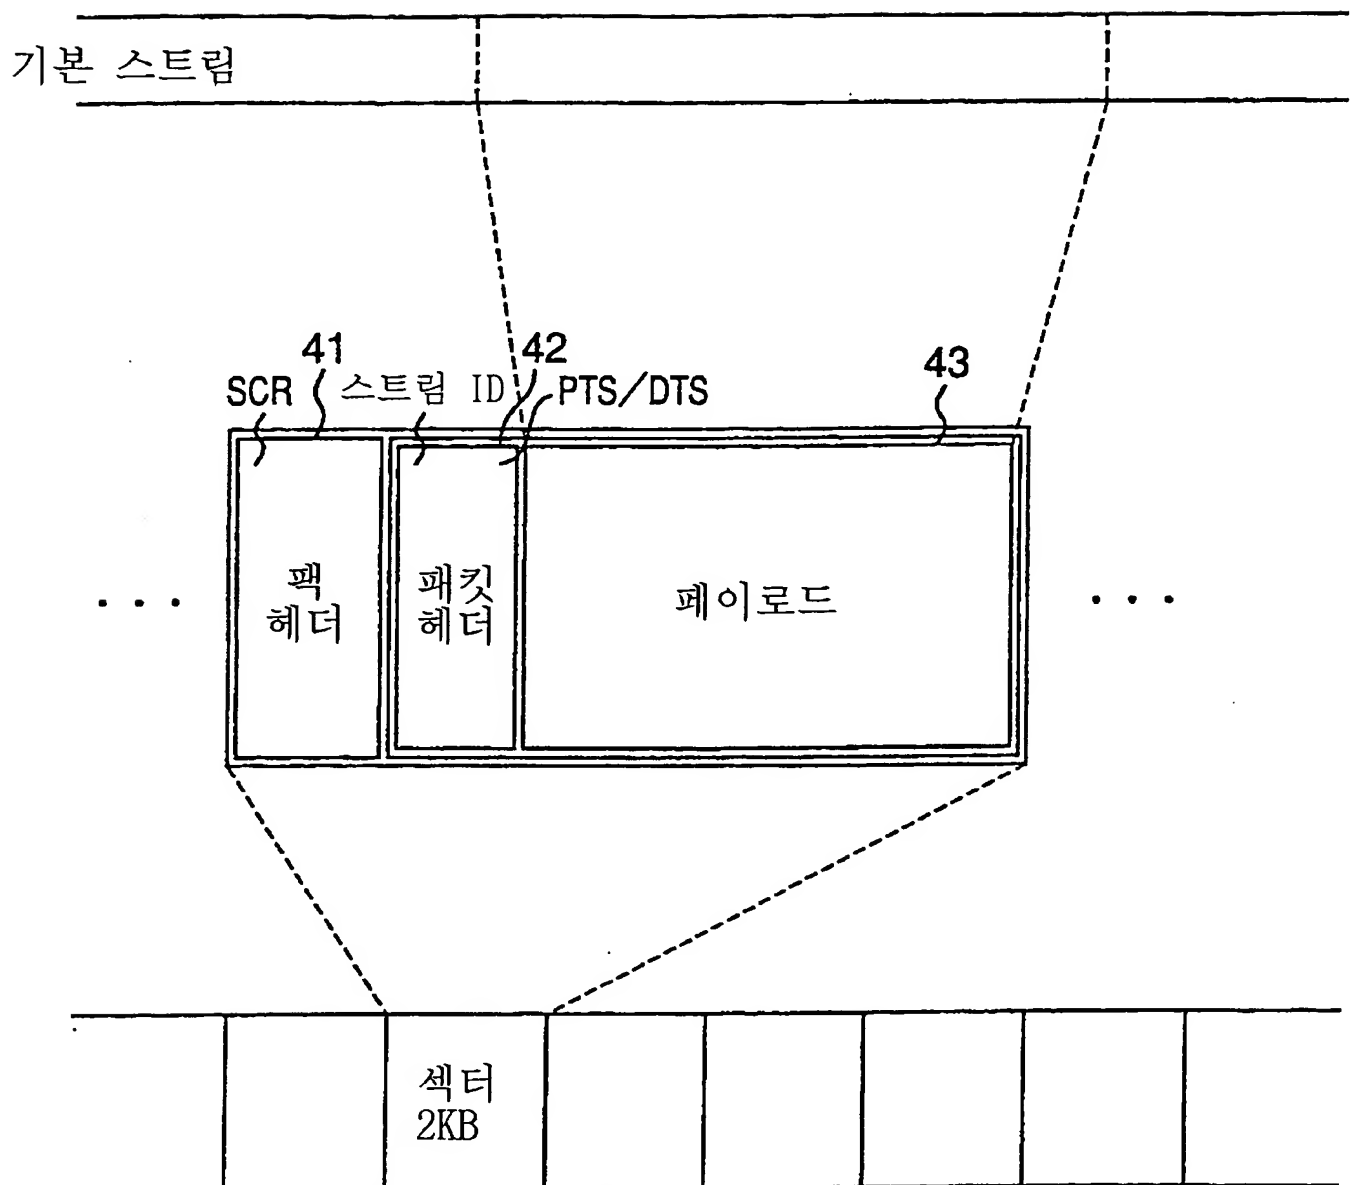 기본 스트림
41
42
43
SCR
스트림 ID
PTS/DTS
팩
헤더
패킷
헤더
페이로드
. . .
. . .
섹터
2KB